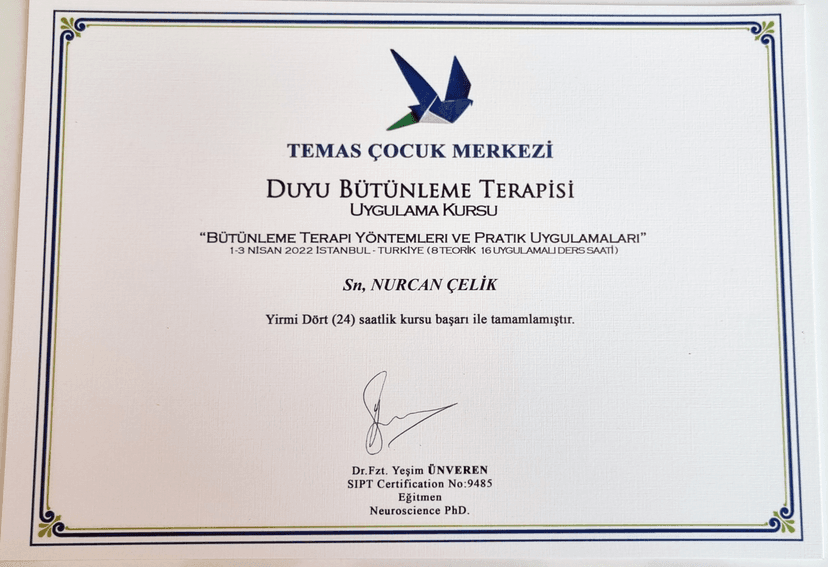 TEMAS ÇOCUK MERKEZİ
DUYU BÜTÜNLEME TERAPİSİ
UYGULAMA KURSU
“BÜTÜNLEME TERAPI YÖNTEMLERI VE PRATIK UYGULAMALARI”
1-3 NİSAN 2022 İSTANBUL - TURKİYE (8 TEORİK 16 UYGULAMALI DERS SAATİ)
Sn, NURCAN ÇELİK
Yirmi Dört (24) saatlik kursu başarı ile tamamlamıştır.
Dr.Fzt. Yeşim ÜNVEREN
SIPT Certification No:9485
Eğitmen
Neuroscience PhD.